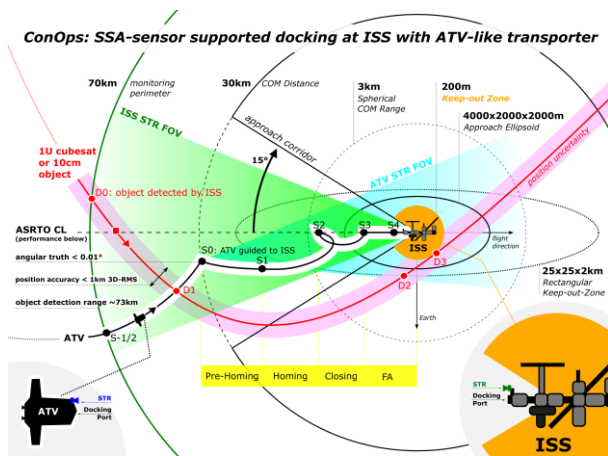 ConOps: SSA-sensor supported docking at ISS with ATV-like transporter
70km
monitoring
perimeter
30km
COM Distance
3km
Spherical
COM Range
200m
Keep-out Zone
4000x2000x2000m
Approach Ellipsoid
ISS STR FOV
approach corridor
ATV STR FOV
position uncertainty
15°
1U cubesat
or 10cm
object
D0: object detected by ISS
ASRTO CL
(performance below)
angular truth < 0.01°
position accuracy < 1km 3D-RMS
object detection range ~73km
S0: ATV guided to ISS
S1
S2
S3
S4
ISS
flight
direction
D1
D2
D3
Earth
25x25x2km
Rectangular
Keep-out-Zone
ATV
S-1/2
Pre-Homing
Homing
Closing
FA
ATV
STR
Docking
Port
STR
Docking
Port
ISS